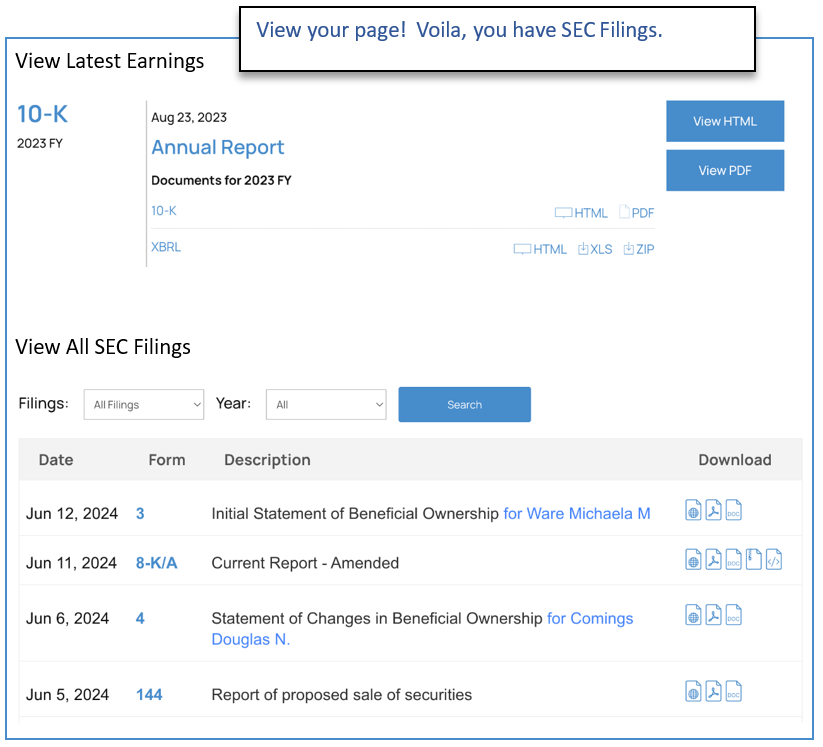 View your page!  Voila, you have SEC Filings.
View Latest Earnings
10-K
2023 FY
Aug 23, 2023
Annual Report
Documents for 2023 FY
10-K HTML PDF
XBRL HTML XLS ZIP
View HTML
View PDF
View All SEC Filings
Filings: All Filings Year: All Search
Date Form Description Download
Jun 12, 2024 3 Initial Statement of Beneficial Ownership for Ware Michaela M DOC
Jun 11, 2024 8-K/A Current Report - Amended DOC
Jun 6, 2024 4 Statement of Changes in Beneficial Ownership for Comings
Douglas N. DOC
Jun 5, 2024 144 Report of proposed sale of securities DOC